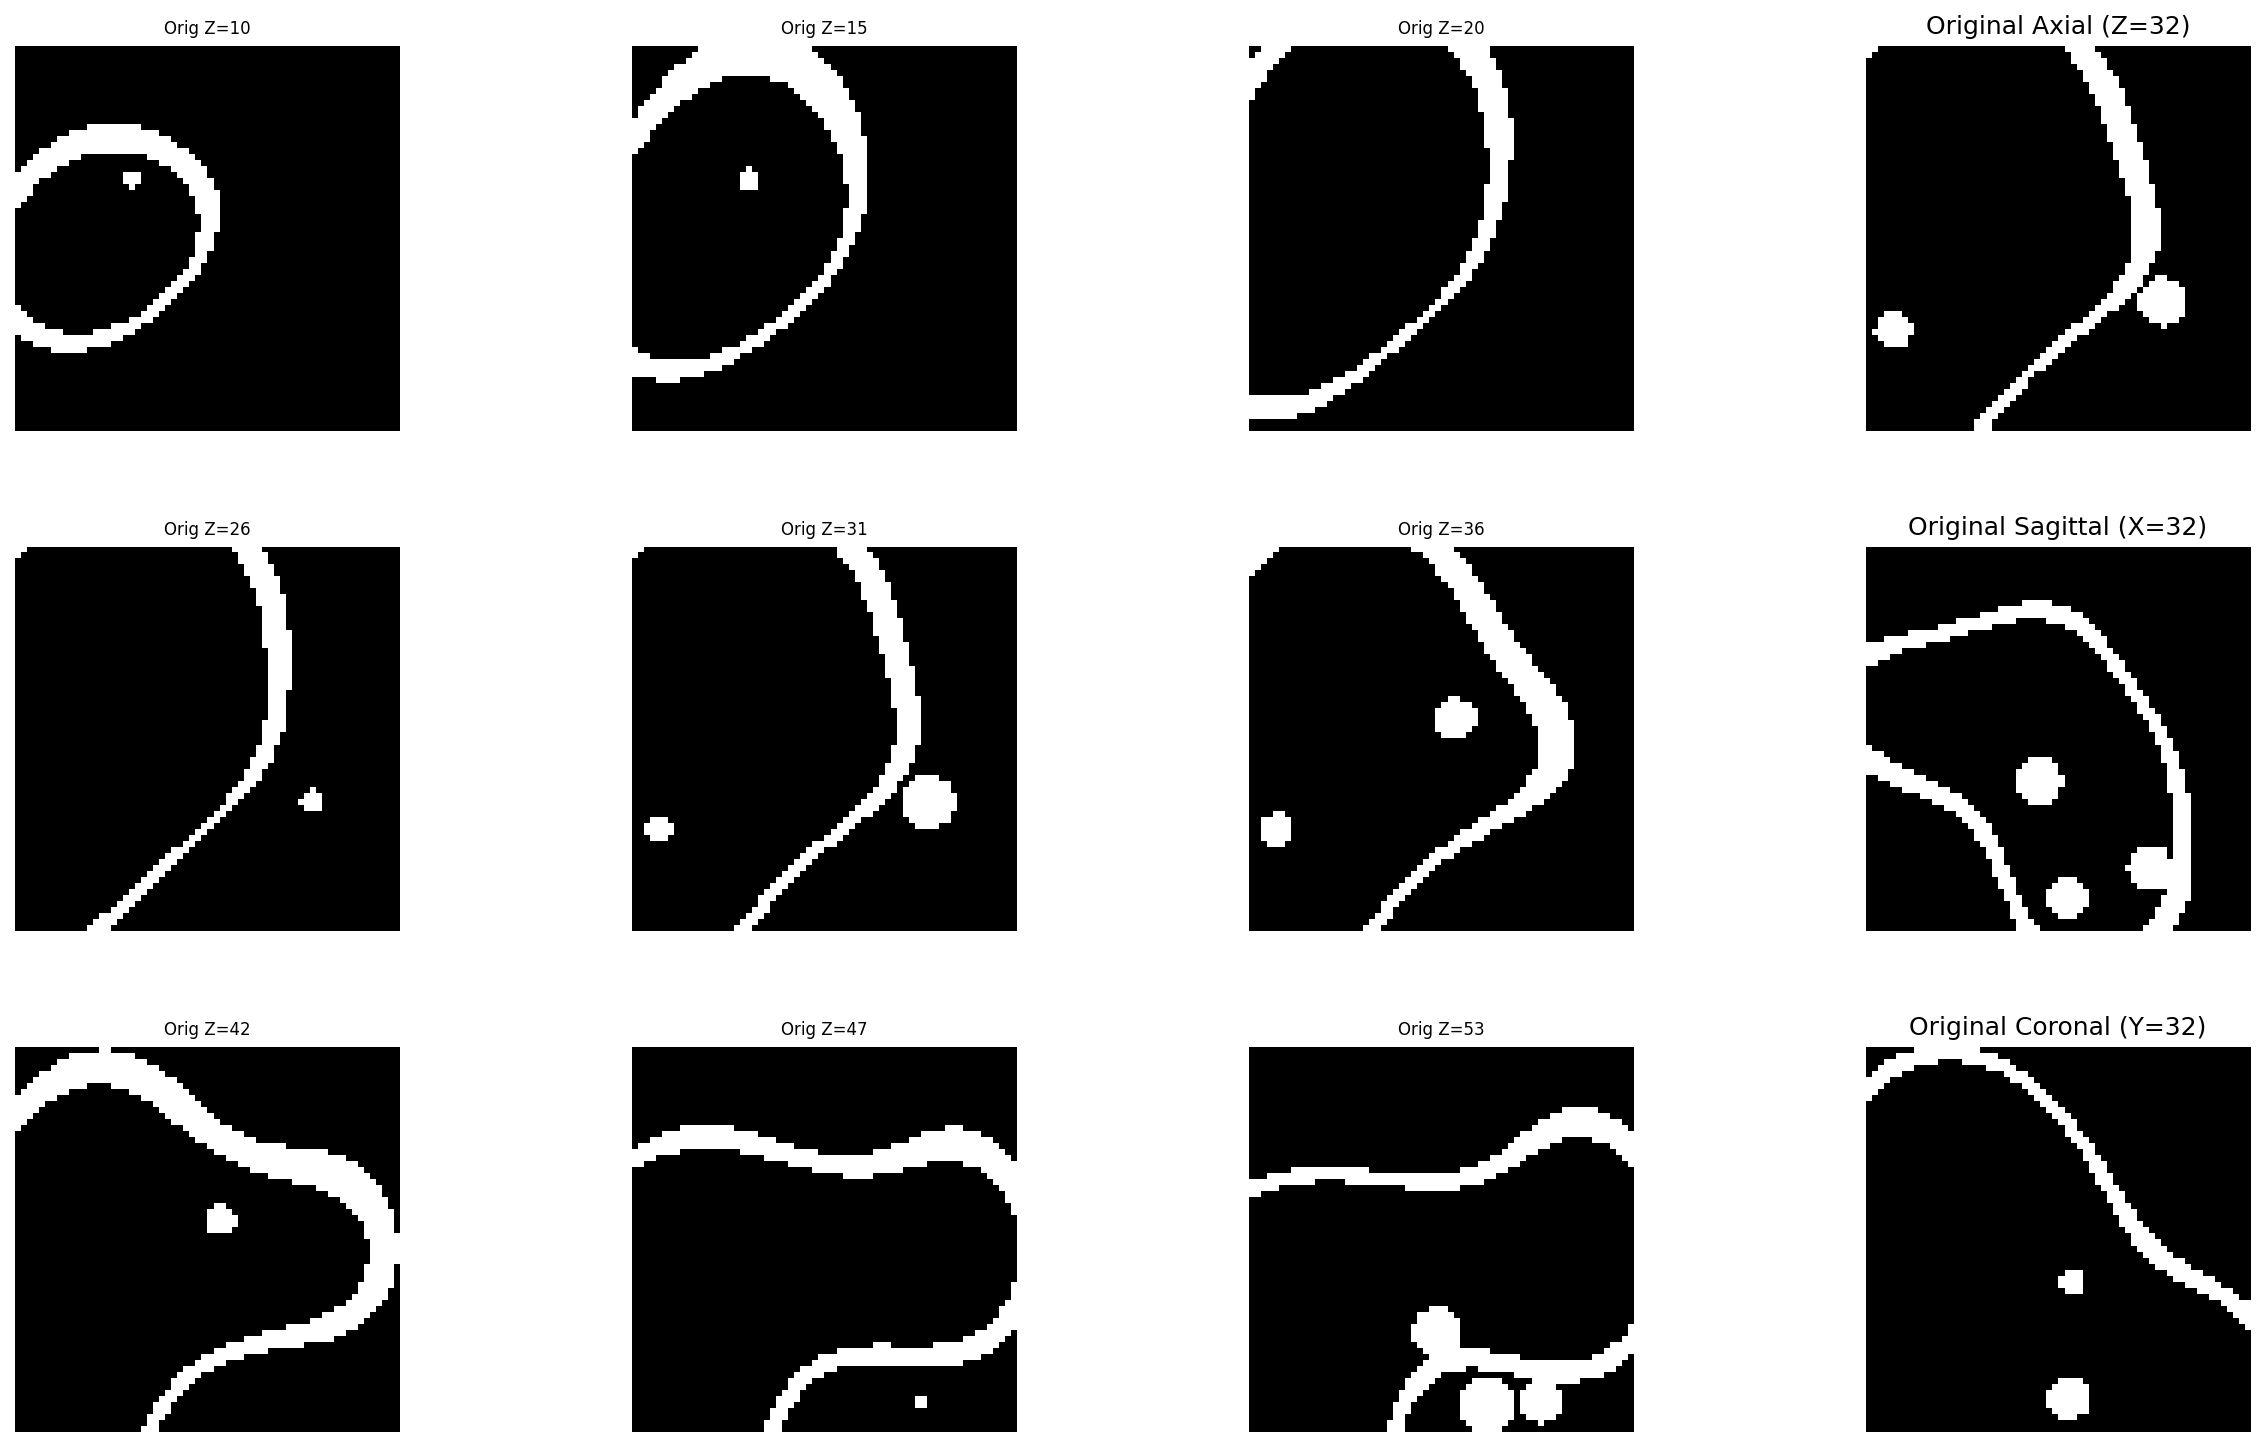 Orig Z=10
Orig Z=15
Orig Z=20
Original Axial (Z=32)
Orig Z=26
Orig Z=31
Orig Z=36
Original Sagittal (X=32)
Orig Z=42
Orig Z=47
Orig Z=53
Original Coronal (Y=32)